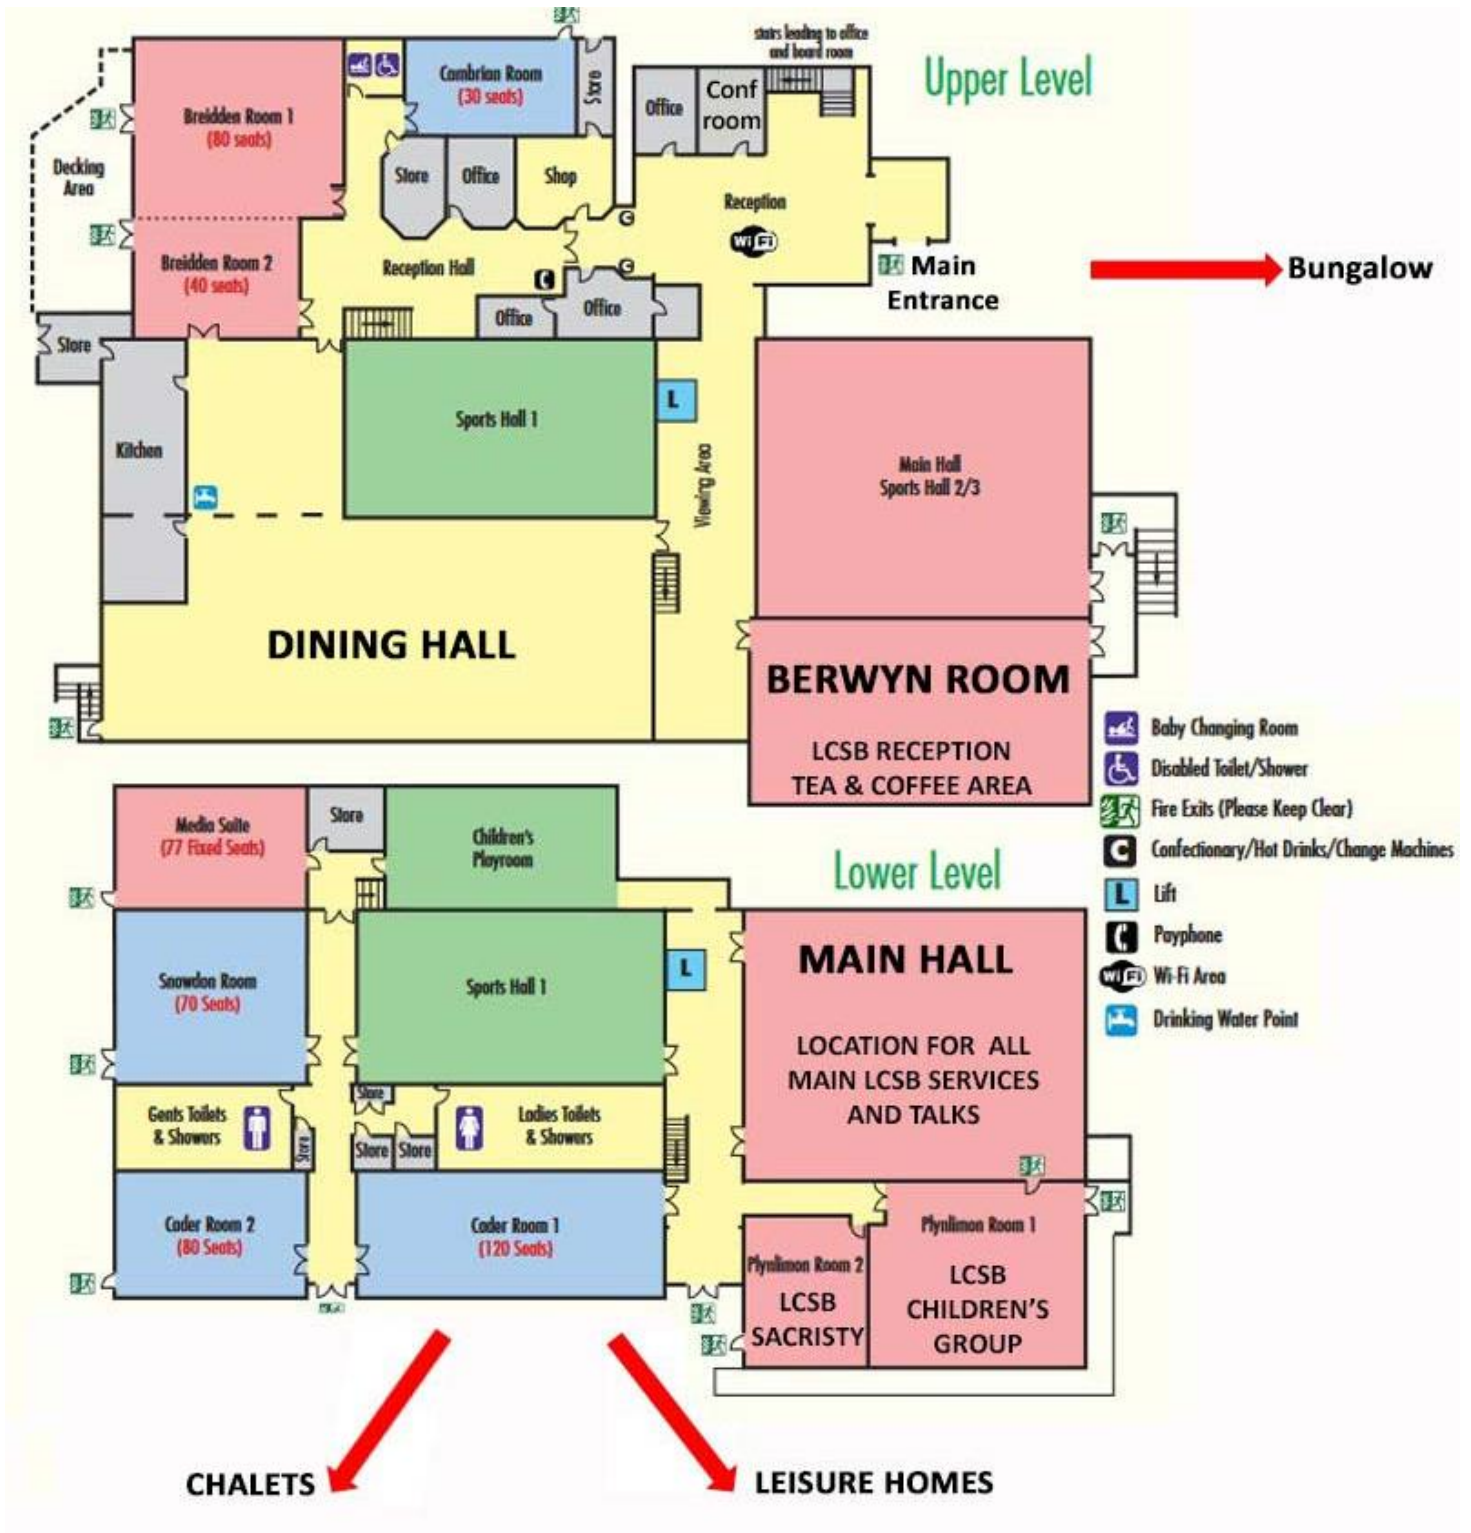 stairs leading to office
and board room
Upper Level
Breidden Room 1
(80 seats)
Cambrian Room
(30 seats)
Store
Office
Conf
room
Decking
Area
Store
Office
Shop
Reception
WiFi
Breidden Room 2
(40 seats)
Reception Hall
C
C
Main
Entrance
Bungalow
Office
Office
Store
Kitchen
Sports Hall 1
L
Viewing Area
Main Hall
Sports Hall 2/3
DINING HALL
BERWYN ROOM
LCSB RECEPTION
TEA & COFFEE AREA
Baby Changing Room
Disabled Toilet/Shower
Fire Exits (Please Keep Clear)
C Confectionary/Hot Drinks/Change Machines
L Lift
Payphone
WiFi Wi-Fi Area
Drinking Water Point
Lower Level
Media Suite
(77 Fixed Seats)
Store
Children's
Playroom
Snowdon Room
(70 Seats)
Sports Hall 1
L
MAIN HALL
LOCATION FOR ALL
MAIN LCSB SERVICES
AND TALKS
Gents Toilets
& Showers
Store
Store
Store
Store
Ladies Toilets
& Showers
Cader Room 2
(80 Seats)
Cader Room 1
(120 Seats)
Plynlimon Room 1
LCSB
CHILDREN'S
GROUP
Plynlimon Room 2
LCSB
SACRISTY
CHALETS
LEISURE HOMES